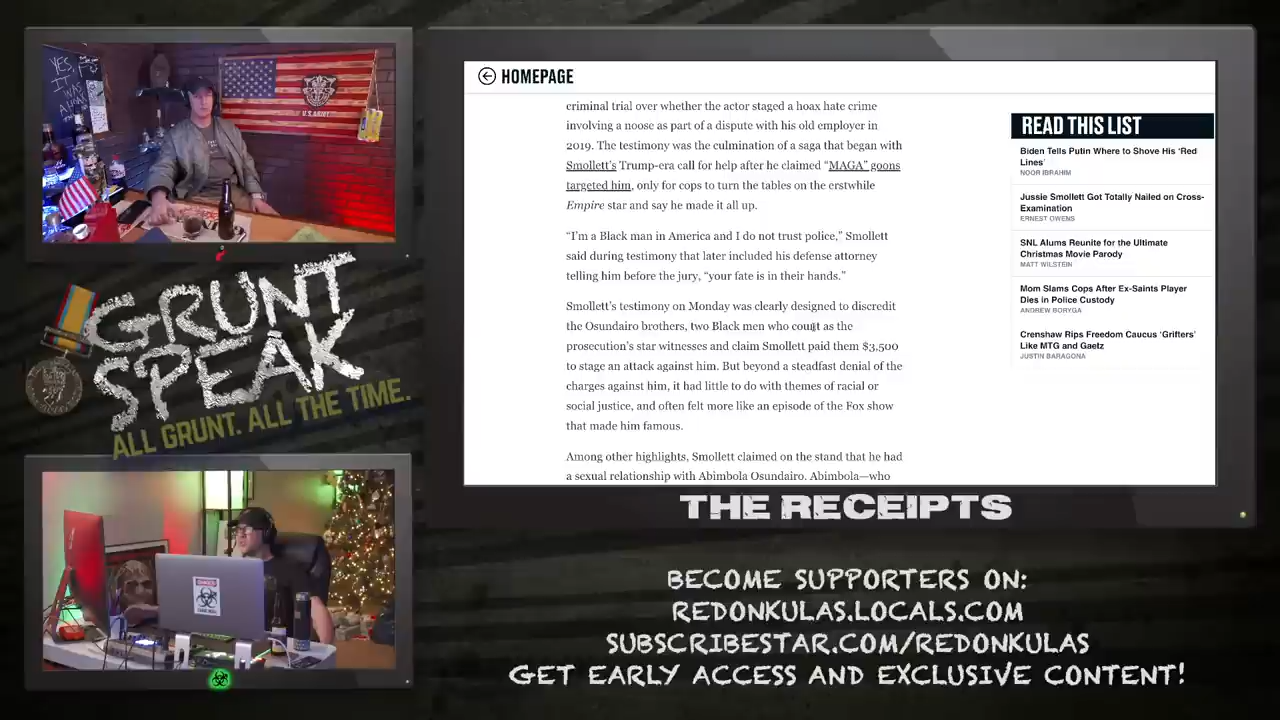 YES,
IT
WAS
U.S. ARMY
GRUNT
SPEAK
ALL GRUNT. ALL THE TIME.
HOMEPAGE
criminal trial over whether the actor staged a hoax hate crime
involving a noose as part of a dispute with his old employer in
2019. The testimony was the culmination of a saga that began with
Smollett's Trump-era call for help after he claimed “MAGA” goons
targeted him, only for cops to turn the tables on the erstwhile
Empire star and say he made it all up.
“I'm a Black man in America and I do not trust police,” Smollett
said during testimony that later included his defense attorney
telling him before the jury, “your fate is in their hands.”
Smollett's testimony on Monday was clearly designed to discredit
the Osundairo brothers, two Black men who count as the
prosecution's star witnesses and claim Smollett paid them $3,500
to stage an attack against him. But beyond a steadfast denial of the
charges against him, it had little to do with themes of racial or
social justice, and often felt more like an episode of the Fox show
that made him famous.
Among other highlights, Smollett claimed on the stand that he had
a sexual relationship with Abimbola Osundairo. Abimbola—who
READ THIS LIST
Biden Tells Putin Where to Shove His ‘Red
Lines’
NOOR IBRAHIM
Jussie Smollett Got Totally Nailed on Cross-
Examination
ERNEST OWENS
SNL Alums Reunite for the Ultimate
Christmas Movie Parody
MATT WILSTEIN
Mom Slams Cops After Ex-Saints Player
Dies in Police Custody
ANDREW BORYGA
Crenshaw Rips Freedom Caucus ‘Grifters’
Like MTG and Gaetz
JUSTIN BARAGONA
THE RECEIPTS
BECOME SUPPORTERS ON:
REDONKULAS.LOCALS.COM
SUBSCRIBESTAR.COM/REDONKULAS
GET EARLY ACCESS AND EXCLUSIVE CONTENT!